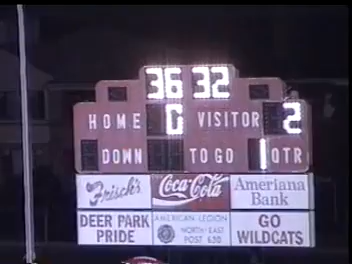 36 32
HOME 0 VISITOR 2
DOWN TO GO 1 QTR
Frisch's
Coca-Cola
Ameriana
Bank
DEER PARK
PRIDE
AMERICAN LEGION
NORTH EAST
POST 630
GO
WILDCATS